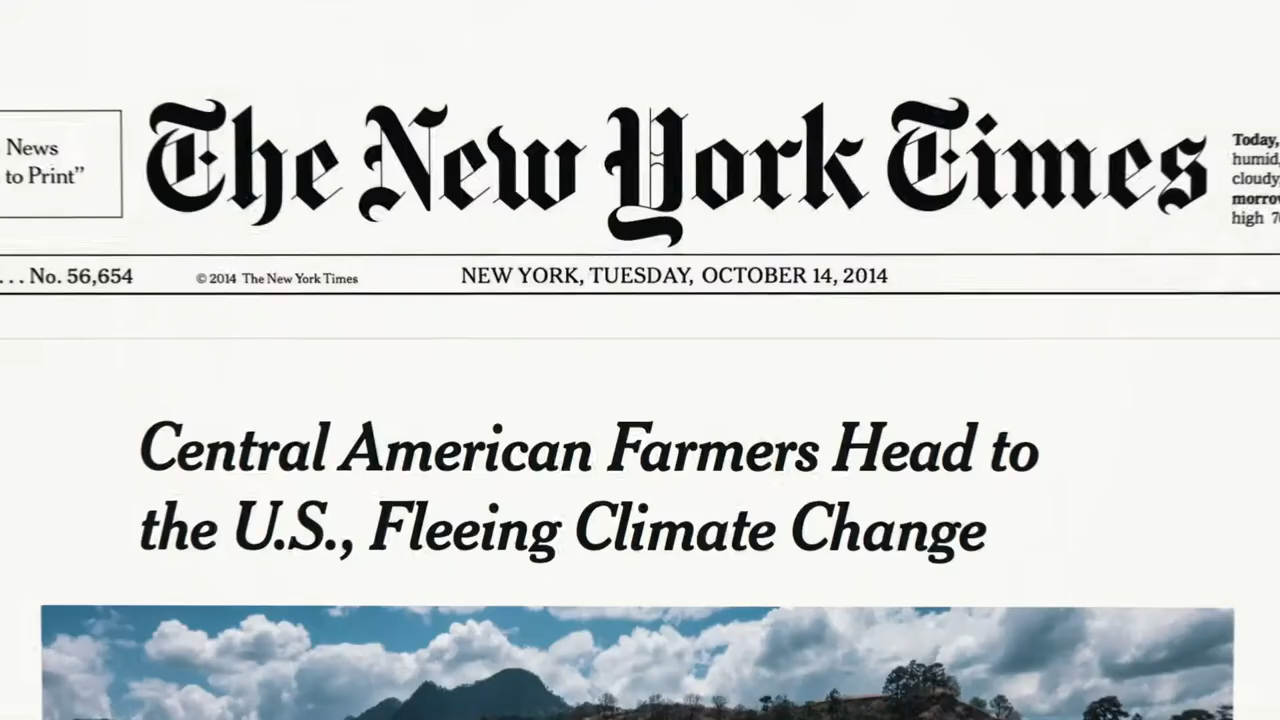 News
to Print”
The New York Times
Today,
humid,
cloudy,
morrow
high 7
... No. 56,654
© 2014 The New York Times
NEW YORK, TUESDAY, OCTOBER 14, 2014
Central American Farmers Head to
the U.S., Fleeing Climate Change